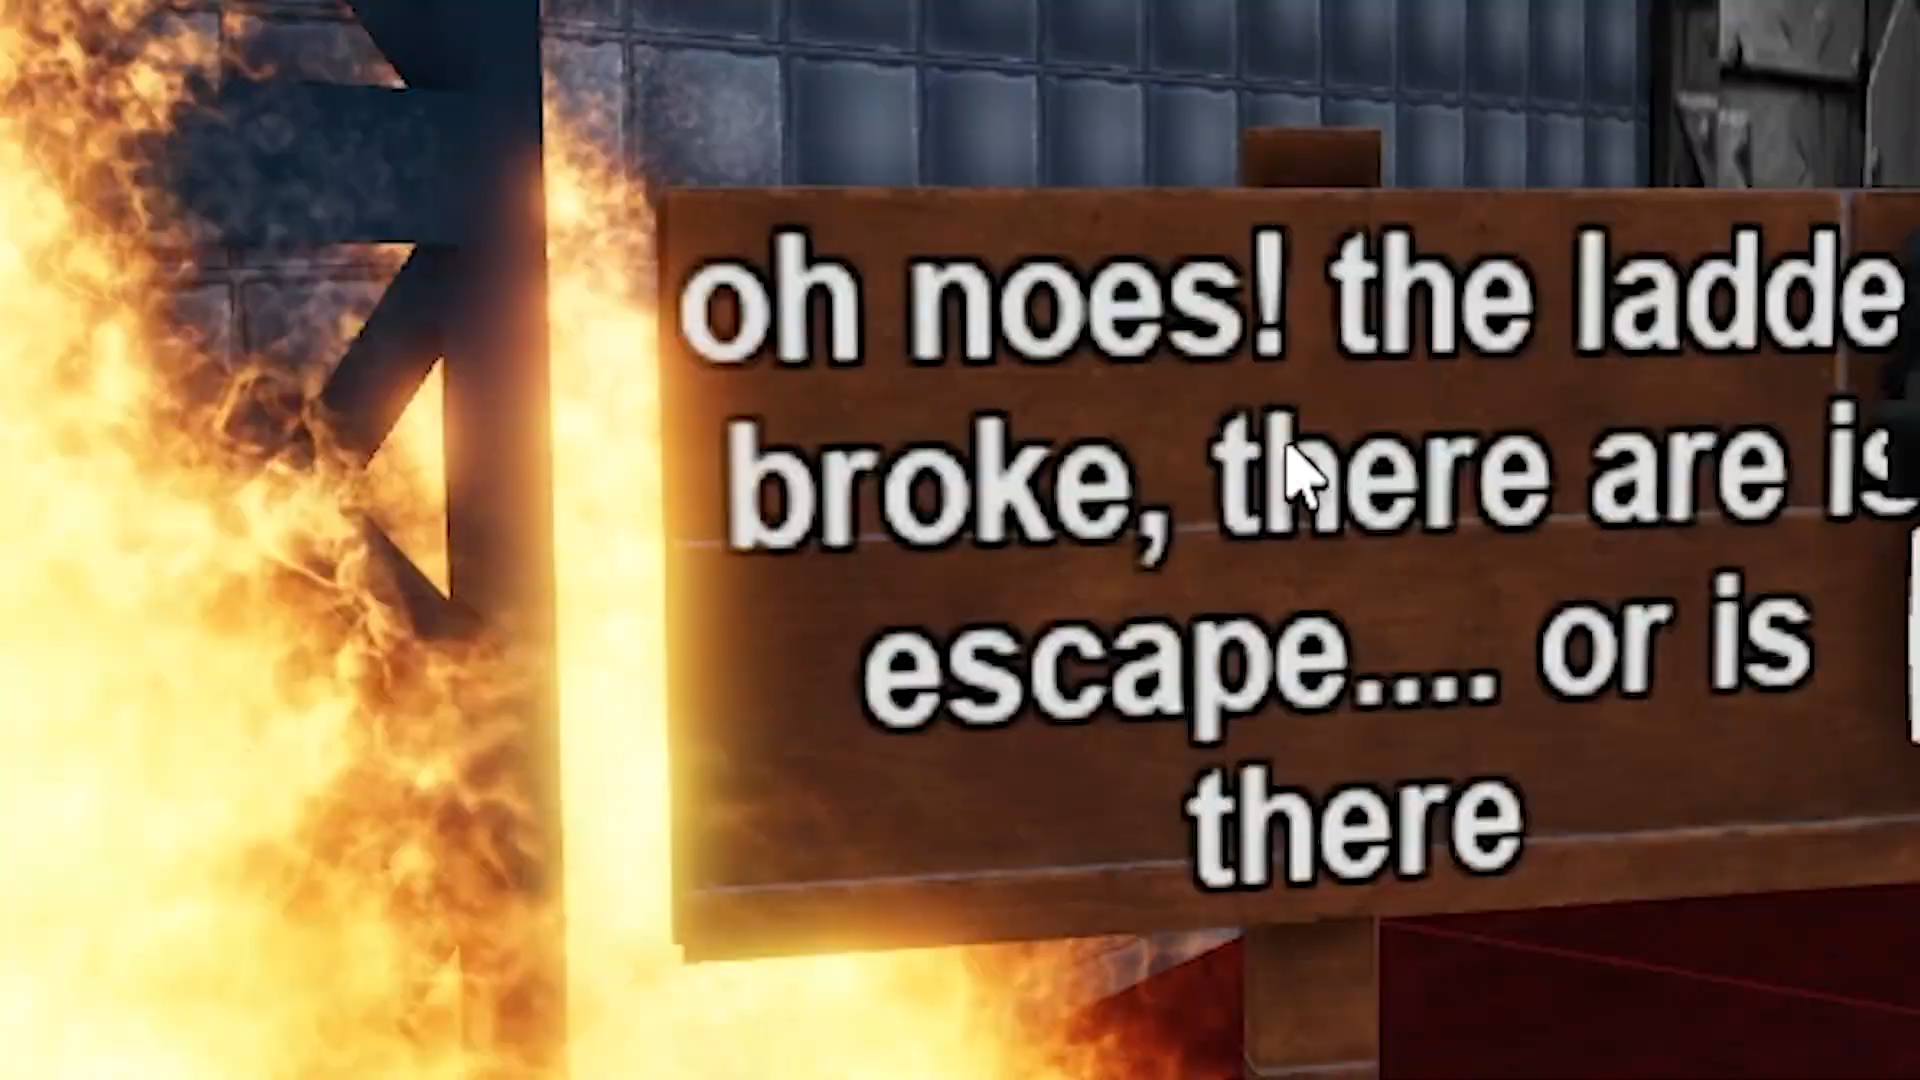 oh noes! the ladde
broke, there are is
escape.... or is
there